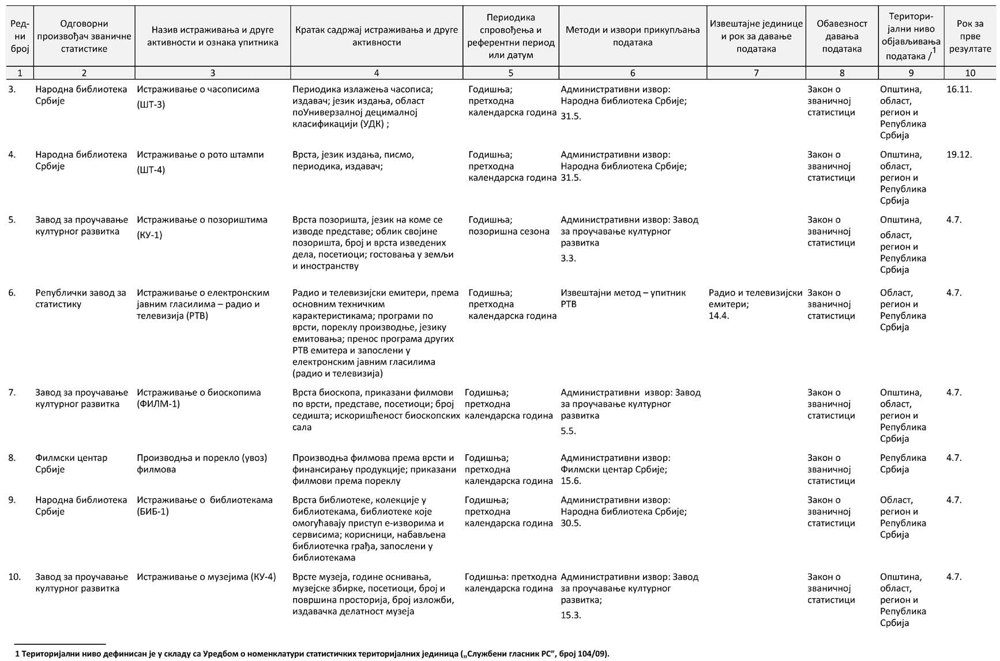 Ред-
ни
број
Одговорни
произвођач званичне
статистике
Назив истраживања и друге
активности и ознака упитника
Кратак садржај истраживања и друге
активности
Периодика
спровођења и
референтни период
или датум
Методи и извори прикупљања
података
Извештајне јединице
и рок за давање
података
Обавезност
давања
података
Територи-
јални ниво
објављивања
података /1
Рок за
прве
резултате
1 2 3 4 5 6 7 8 9 10
3.
Народна библиотека
Србије
Истраживање о часописима
(ШТ-3)
Периодика излажења часописа;
издавач; језик издања, област
поУниверзалној децималној
класификацији (УДК) ;
Годишња;
претходна
календарска година
Административни извор:
Народна библиотека Србије;
31.5.
Закон о
званичној
статистици
Општина,
област,
регион и
Република
Србија
16.11.
4.
Народна библиотека
Србије
Истраживање о рото штампи
(ШТ-4)
Врста, језик издања, писмо,
периодика, издавач;
Годишња;
претходна
календарска година
Административни извор:
Народна библиотека Србије;
31.5.
Закон о
званичној
статистици
Општина,
област,
регион и
Република
Србија
19.12.
5.
Завод за проучавање
културног развитка
Истраживање о позориштима
(КУ-1)
Врста позоришта, језик на коме се
изводе представе; облик својине
позоришта, број и врста изведених
дела, посетиоци; гостовања у земљи
и иностранству
Годишња;
позоришна сезона
Административни извор: Завод
за проучавање културног
развитка
3.3.
Закон о
званичној
статистици
Општина,
област,
регион и
Република
Србија
4.7.
6.
Републички завод за
статистику
Истраживање о електронским
јавним гласилима – радио и
телевизија (РТВ)
Радио и телевизијски емитери, према
основним техничким
карактеристикама; програми по
врсти, пореклу производње, језику
емитовања; пренос програма других
РТВ емитера и запослени у
електронским јавним гласилима
(радио и телевизија)
Годишња;
претходна
календарска година
Извештајни метод – упитник
РТВ
Радио и телевизијски
емитери;
14.4.
Закон о
званичној
статистици
Област,
регион и
Република
Србија
4.7.
7.
Завод за проучавање
културног развитка
Истраживање о биоскопима
(ФИЛМ-1)
Врста биоскопа, приказани филмови
по врсти, представе, посетиоци; број
седишта; искоришћеност биоскопских
сала
Годишња;
претходна
календарска година
Административни извор: Завод
за проучавање културног
развитка
5.5.
Закон о
званичној
статистици
Општина,
област,
регион и
Република
Србија
4.7.
8.
Филмски центар
Србије
Производња и порекло (увоз)
филмова
Производња филмова према врсти и
финансирању продукције; приказани
филмови према пореклу
Годишња;
претходна
календарска година
Административни извор:
Филмски центар Србије;
15.6.
Закон о
званичној
статистици
Република
Србија
4.7.
9.
Народна библиотека
Србије
Истраживање о библиотекама
(БИБ-1)
Врста библиотеке, колекције у
библиотекама, библиотеке које
омогућавају приступ е-изворима и
сервисима; корисници, набављена
библиотечка грађа, запослени у
библиотекама
Годишња;
претходна
календарска година
Административни извор:
Народна библиотека Србије;
30.5.
Закон о
званичној
статистици
Област,
регион и
Република
Србија
4.7.
10.
Завод за проучавање
културног развитка
Истраживање о музејима (КУ-4)
Врсте музеја, године оснивања,
музејске збирке, посетиоци, број и
површина просторија, број изложби,
издавачка делатност музеја
Годишња: претходна
календарска година
Административни извор: Завод
за проучавање културног
развитка;
15.3.
Закон о
званичној
статистици
Општина,
област,
регион и
Република
Србија
4.7.
1 Територијални ниво дефинисан је у складу са Уредбом о номенклатури статистичких територијалних јединица („Службени гласник РС”, број 104/09).